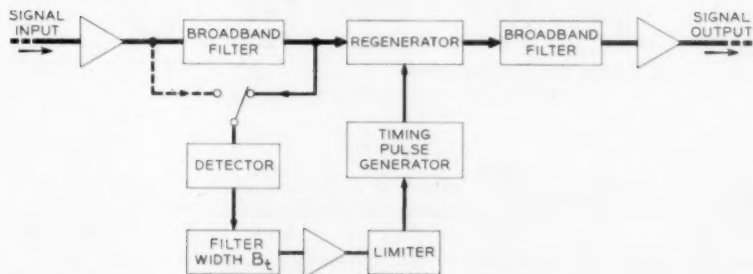 SIGNAL
INPUT
BROADBAND
FILTER
REGENERATOR
BROADBAND
FILTER
SIGNAL
OUTPUT
TIMING
PULSE
GENERATOR
DETECTOR
FILTER
WIDTH Bt
LIMITER